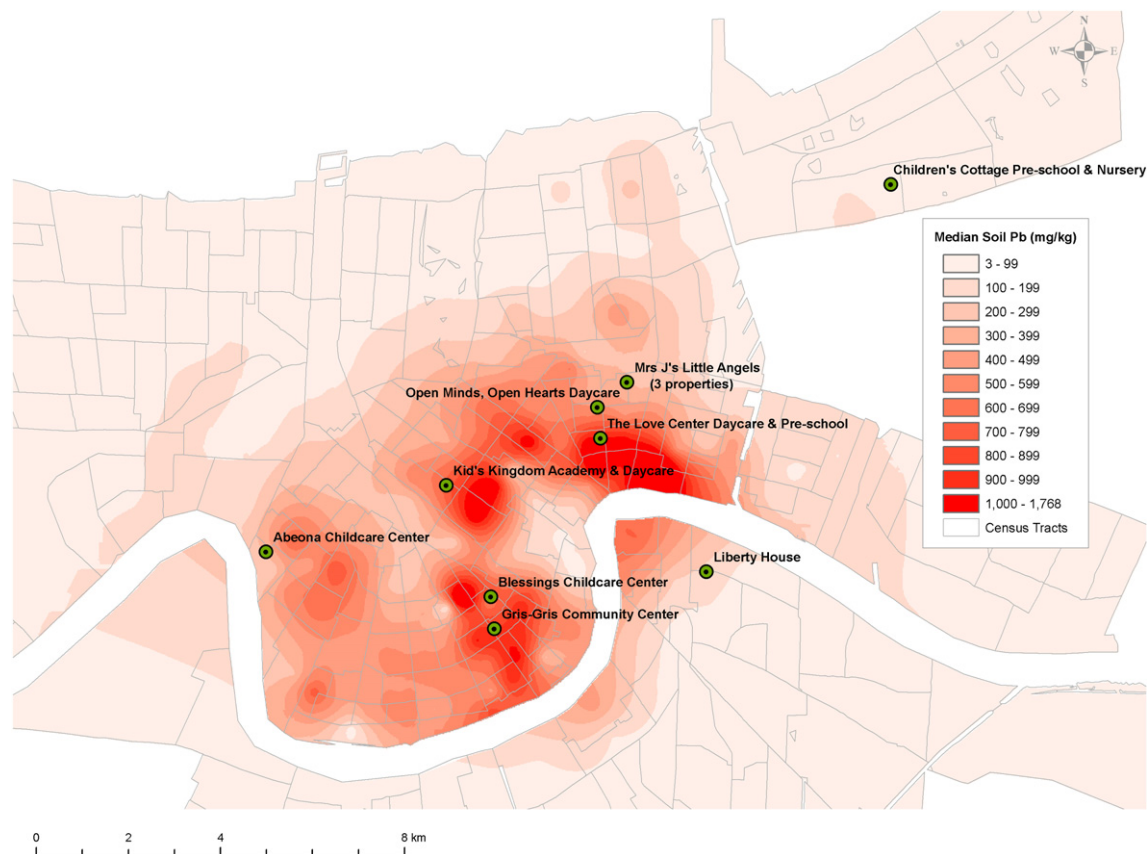 N
W E
S
Children's Cottage Pre-school & Nursery
Median Soil Pb (mg/kg)
3 - 99
100 - 199
200 - 299
300 - 399
400 - 499
500 - 599
600 - 699
700 - 799
800 - 899
900 - 999
1,000 - 1,768
Census Tracts
Mrs J's Little Angels
(3 properties)
Open Minds, Open Hearts Daycare
The Love Center Daycare & Pre-school
Kid's Kingdom Academy & Daycare
Abeona Childcare Center
Liberty House
Blessings Childcare Center
Gris-Gris Community Center
0 2 4 8 km